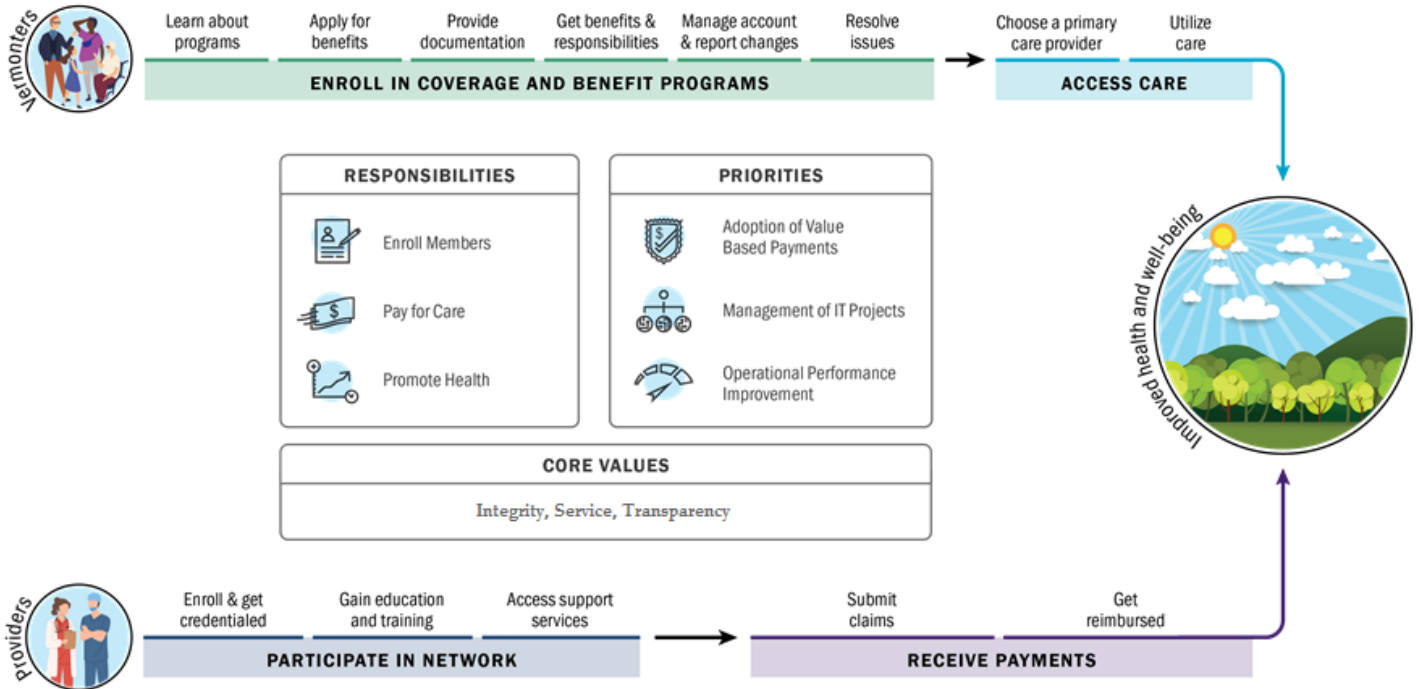 Vermonters
Learn about
programs
Apply for
benefits
Provide
documentation
Get benefits &
responsibilities
Manage account
& report changes
Resolve
issues
ENROLL IN COVERAGE AND BENEFIT PROGRAMS
Choose a primary
care provider
Utilize
care
ACCESS CARE
RESPONSIBILITIES
Enroll Members
$
Pay for Care
Promote Health
PRIORITIES
$
Adoption of Value
Based Payments
Management of IT Projects
Operational Performance
Improvement
Improved health and well-being
CORE VALUES
Integrity, Service, Transparency
Providers
Enroll & get
credentialed
Gain education
and training
Access support
services
PARTICIPATE IN NETWORK
Submit
claims
Get
reimbursed
RECEIVE PAYMENTS